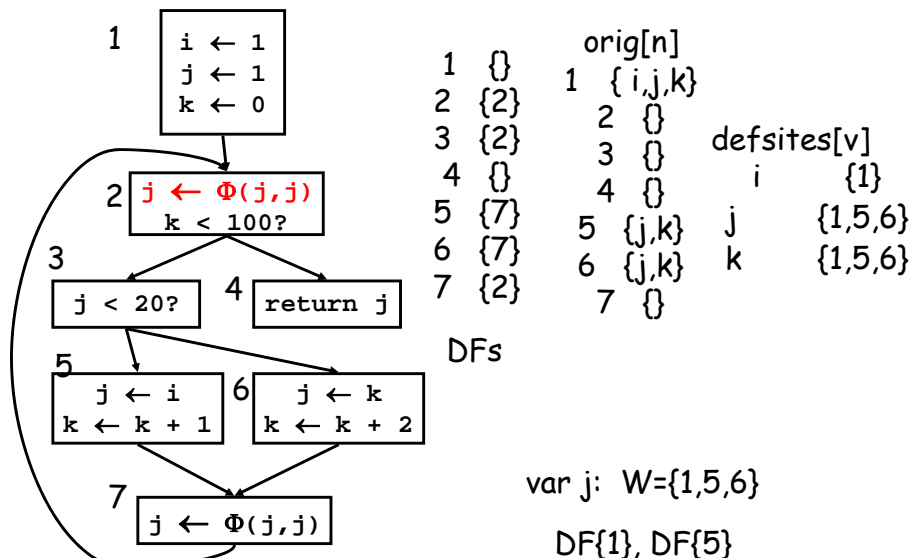 1
i ← 1
j ← 1
k ← 0
2
j ← Φ(j,j)
k < 100?
3
j < 20?
4
return j
5
j ← i
k ← k + 1
6
j ← k
k ← k + 2
7
j ← Φ(j,j)
1 {}
2 {2}
3 {2}
4 {}
5 {7}
6 {7}
7 {2}
DFs
orig[n]
1 { i,j,k}
2 {}
3 {}
4 {}
5 {j,k}
6 {j,k}
7 {}
defsites[v]
i {1}
j {1,5,6}
k {1,5,6}
var j: W={1,5,6}
DF{1}, DF{5}